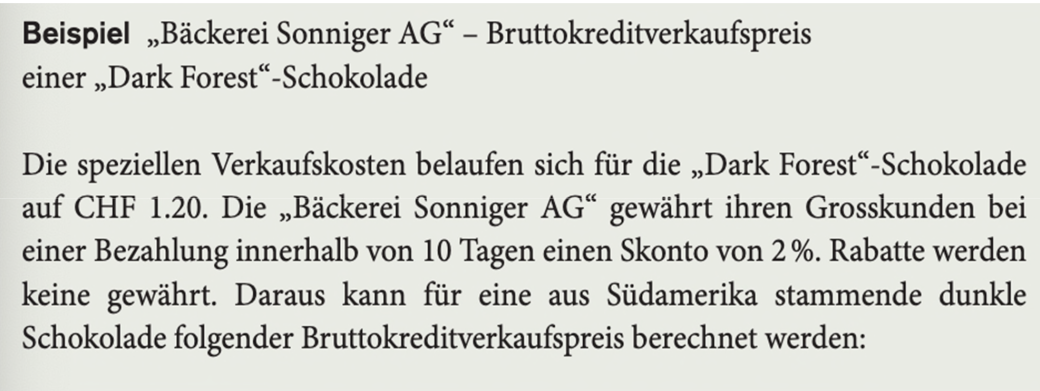 Beispiel „Bäckerei Sonniger AG“ – Bruttokreditverkaufspreis
einer „Dark Forest“-Schokolade
Die speziellen Verkaufskosten belaufen sich für die „Dark Forest“-Schokolade
auf CHF 1.20. Die „Bäckerei Sonniger AG“ gewährt ihren Grosskunden bei
einer Bezahlung innerhalb von 10 Tagen einen Skonto von 2 %. Rabatte werden
keine gewährt. Daraus kann für eine aus Südamerika stammende dunkle
Schokolade folgender Bruttokreditverkaufspreis berechnet werden: